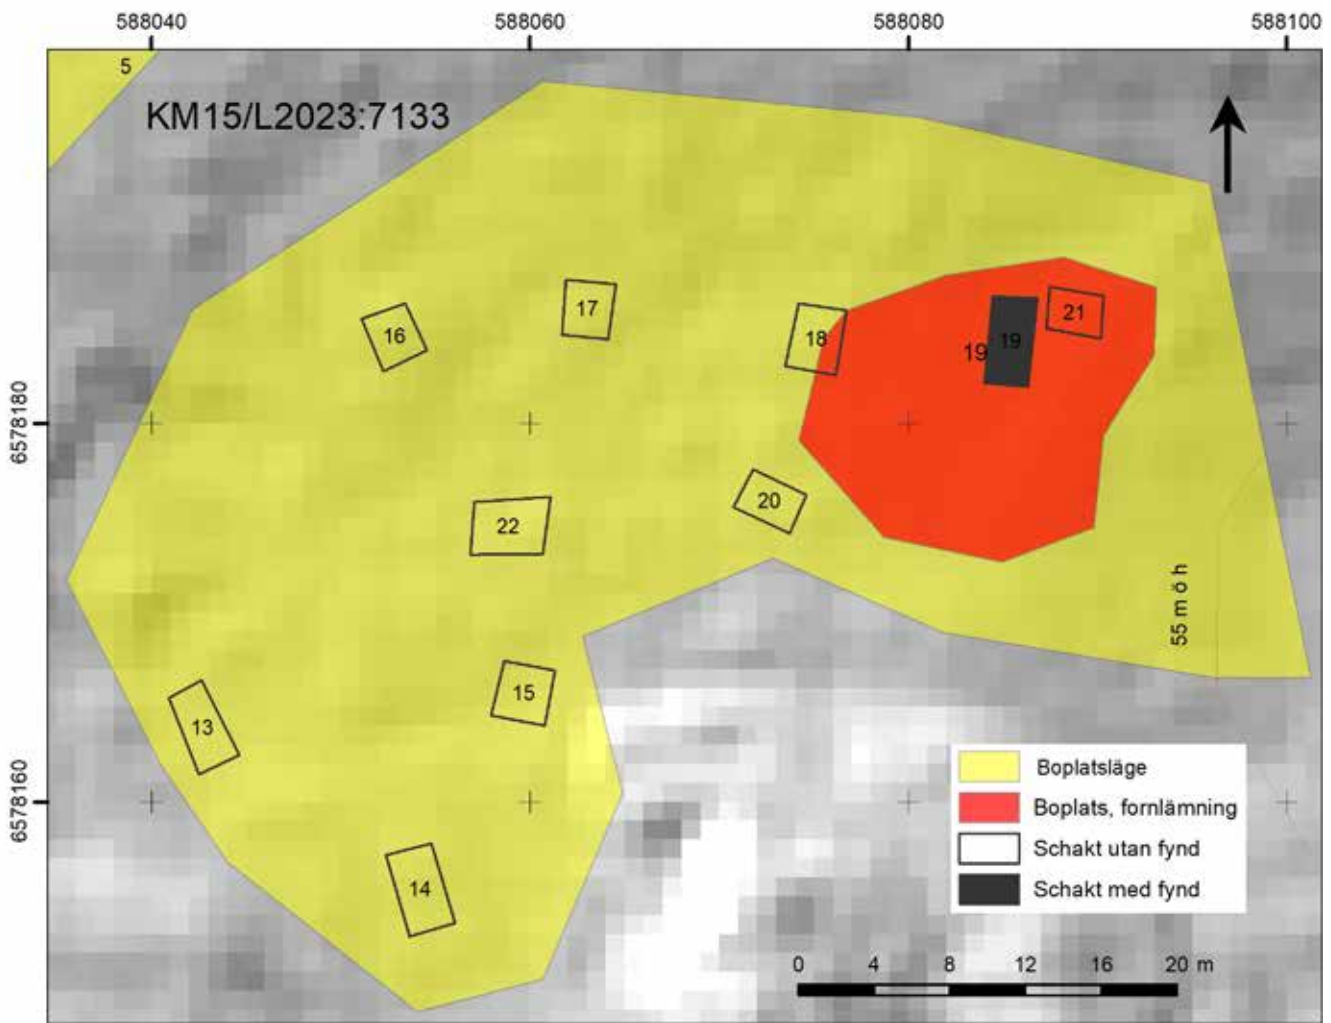 588040 588060 588080 588100
5
KM15/L2023:7133
16
17
18
19
19
21
6578180
20
22
55 m ö h
15
13
14
6578160
Boplatsläge
Boplats, fornlämning
Schakt utan fynd
Schakt med fynd
0 4 8 12 16 20 m